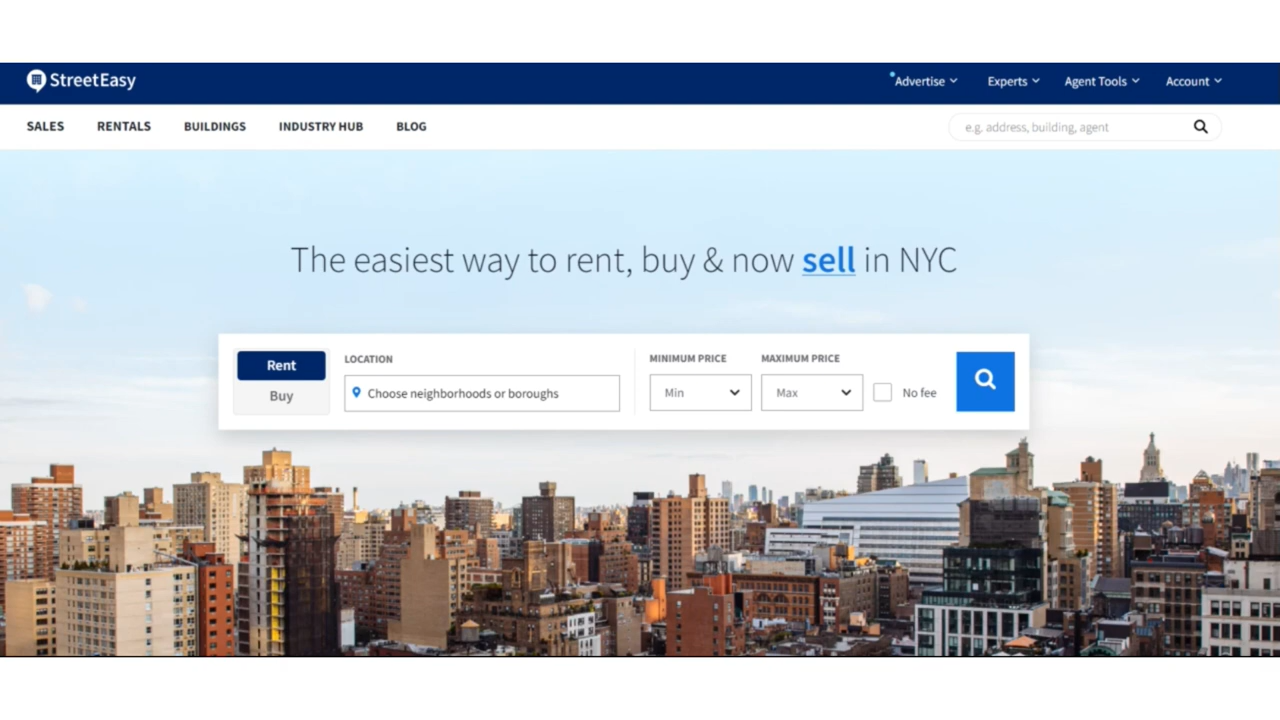 StreetEasy
Advertise Experts Agent Tools Account
SALES RENTALS BUILDINGS INDUSTRY HUB BLOG
e.g. address, building, agent
The easiest way to rent, buy & now sell in NYC
Rent
Buy
LOCATION
Choose neighborhoods or boroughs
MINIMUM PRICE MAXIMUM PRICE
Min Max No fee